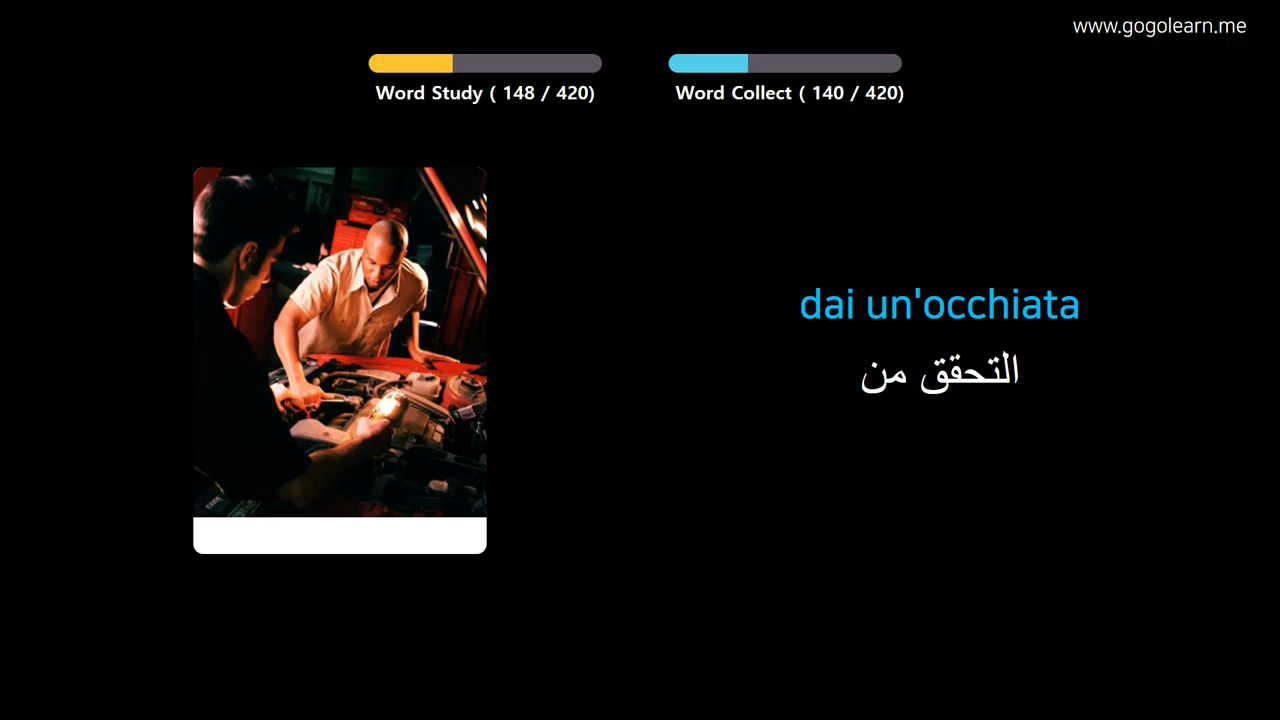 www.gogolearn.me
Word Study ( 148 / 420)
Word Collect ( 140 / 420)
dai un'occhiata
التحقق من